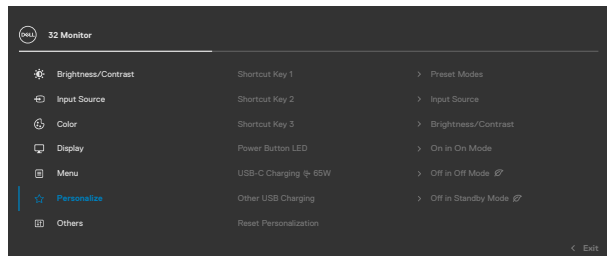 DELL 32 Monitor
Brightness/Contrast Shortcut Key 1 > Preset Modes
Input Source Shortcut Key 2 > Input Source
Color Shortcut Key 3 > Brightness/Contrast
Display Power Button LED > On in On Mode
Menu USB-C Charging 65W > Off in Off Mode
Personalize Other USB Charging > Off in Standby Mode
Others Reset Personalization
< Exit